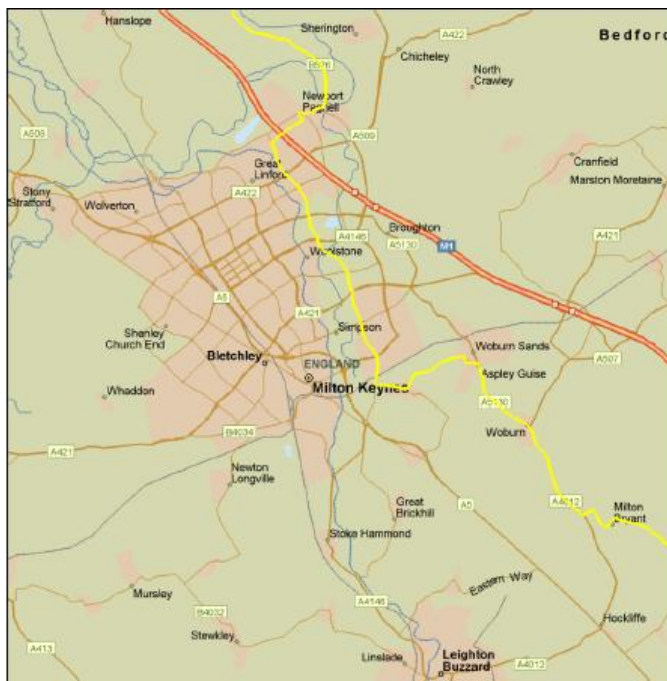 Hanslope
Sherington
A422
Bedford
Chicheley
B526
North
Crawley
Newport
Pagnell
A508
A509
Great
Linford
Cranfield
A422
Marston Moretaine
Stony
Stratford
Wolverton
Broughton
A4146
A421
A5130
M1
Woolstone
A5
A421
Simpson
Shenley
Church End
Woburn Sands
Bletchley
A507
ENGLAND
Aspley Guise
Milton Keynes
Whaddon
A5130
B4034
Woburn
A421
Newton
Longville
A5
A4012
Great
Brickhill
Milton
Bryant
Stoke Hammond
Eastern Way
Mursley
A4146
B4032
Hockliffe
Stewkley
A413
Leighton
Buzzard
Linslade
A4012